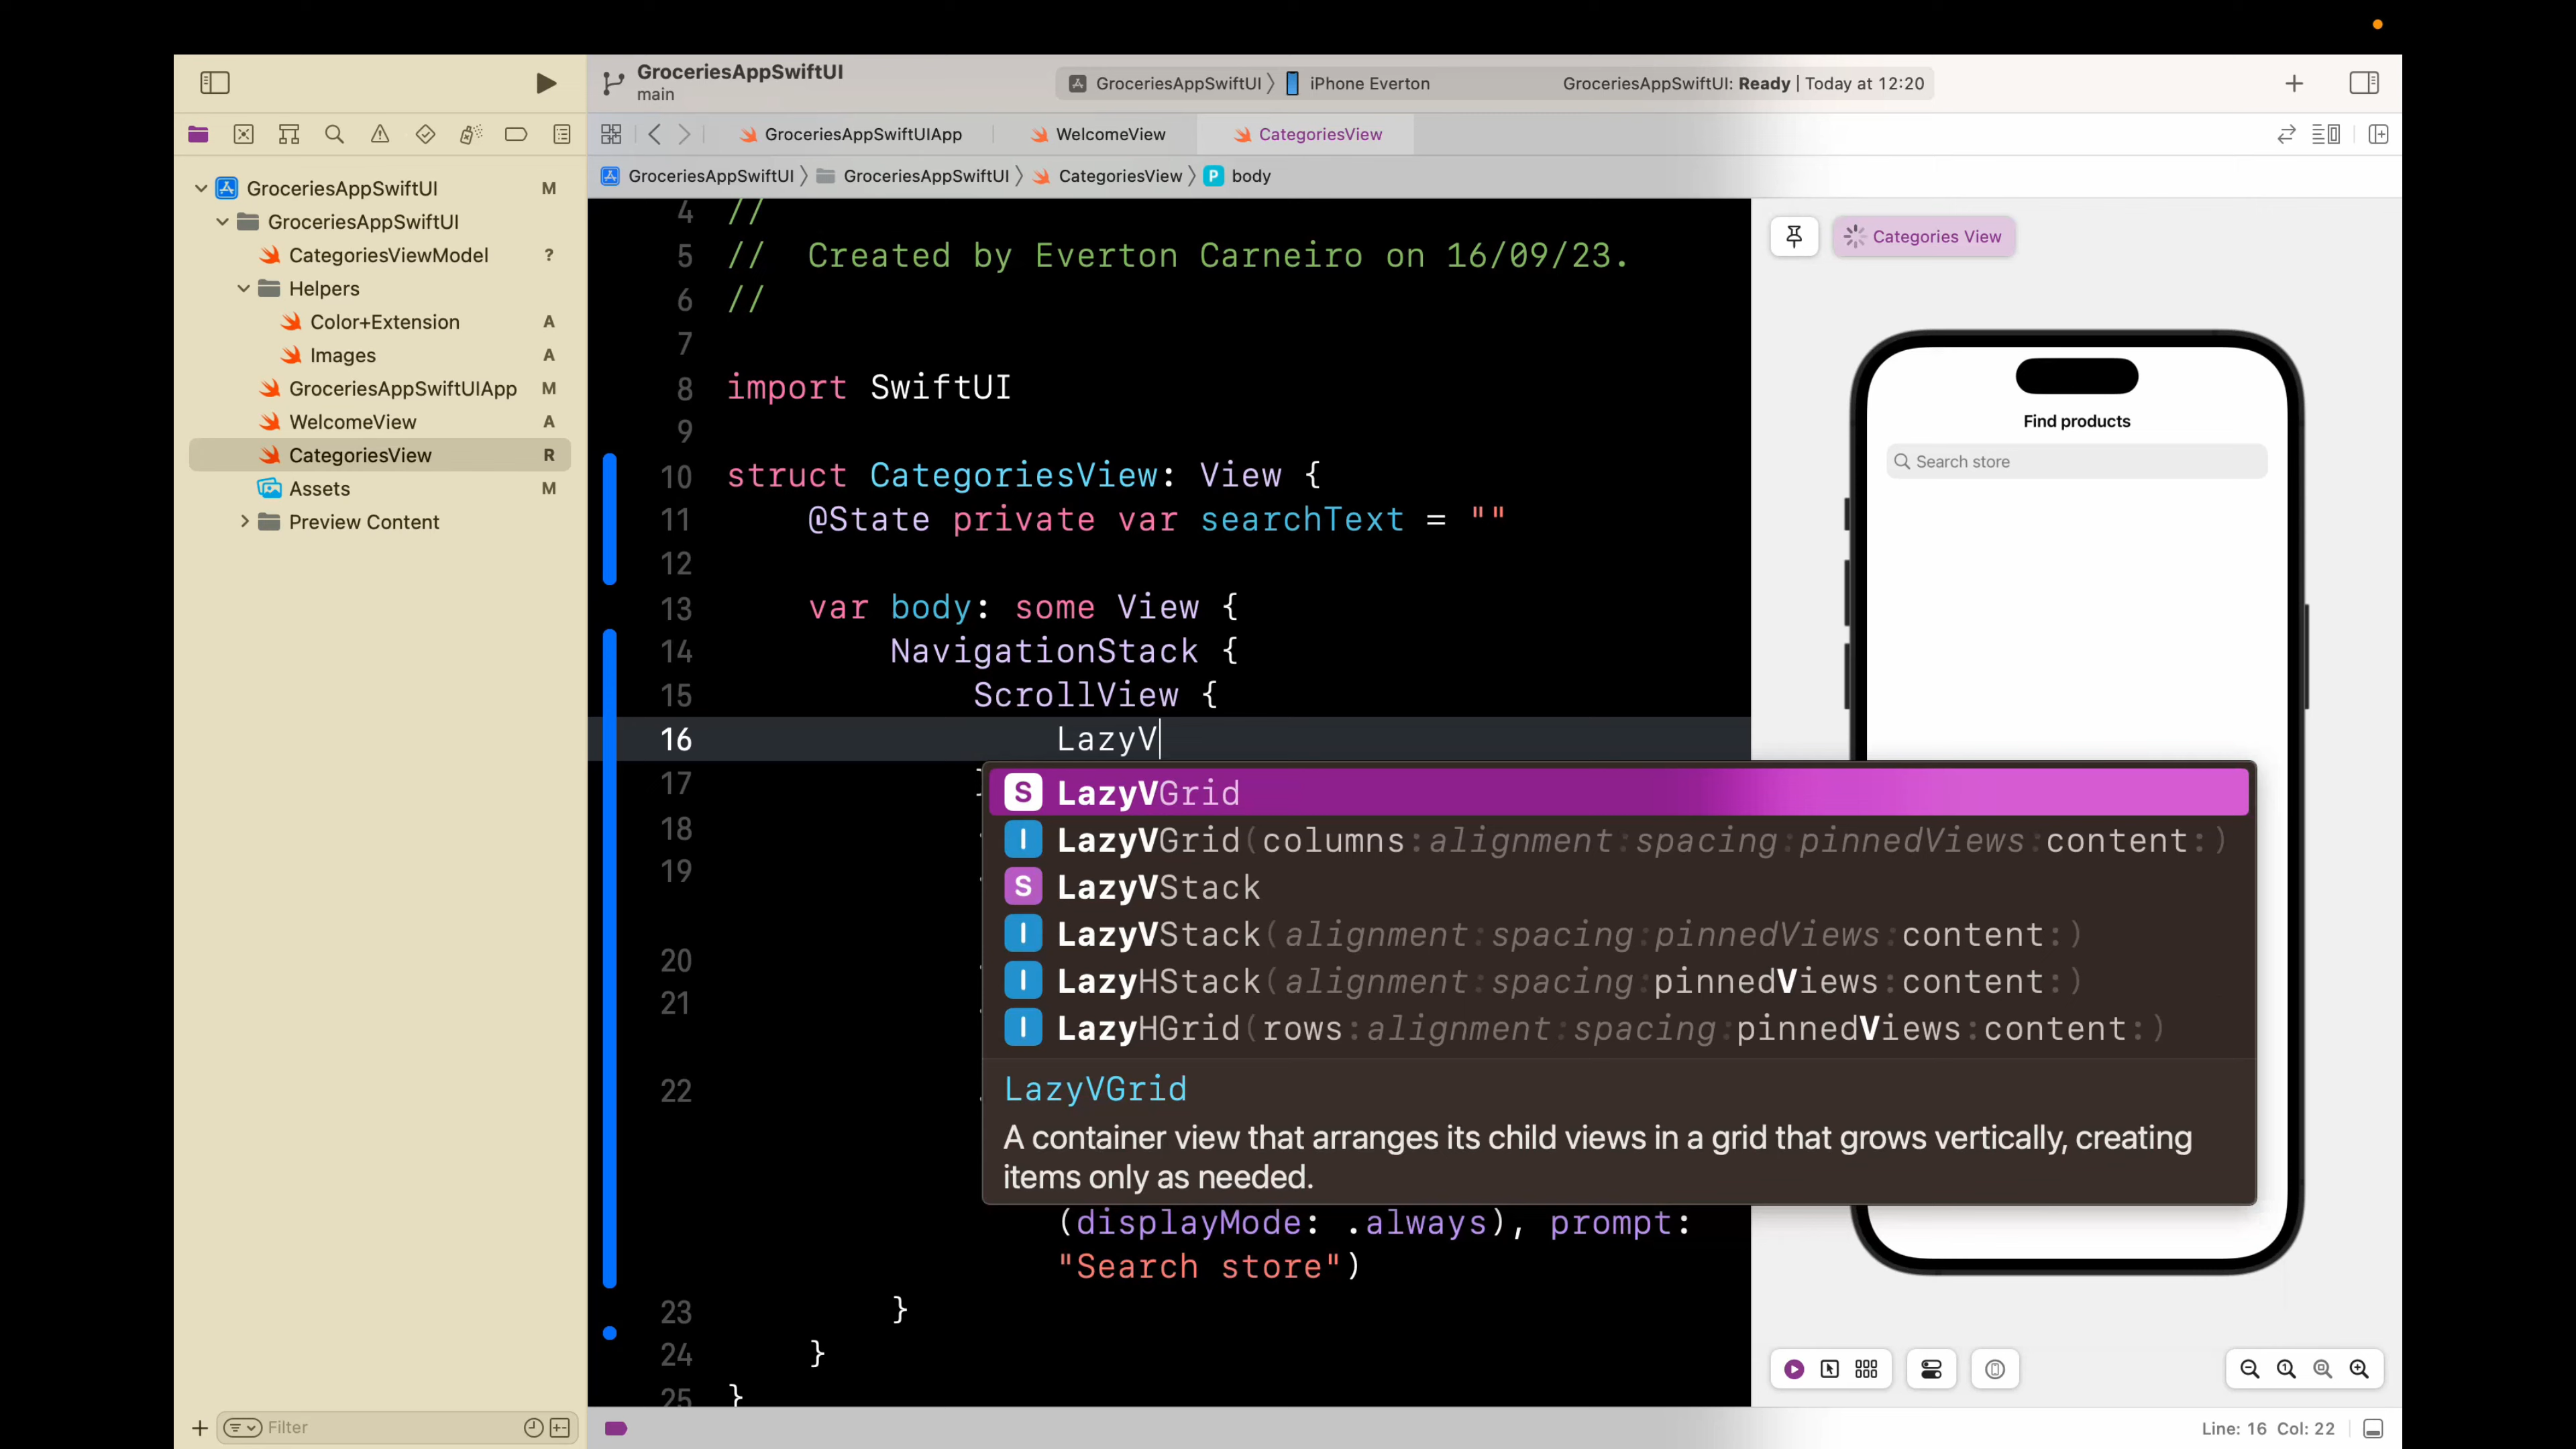 GroceriesAppSwiftUI
main
GroceriesAppSwiftUI
iPhone Everton
GroceriesAppSwiftUI: Ready | Today at 12:20
GroceriesAppSwiftUIApp
WelcomeView
CategoriesView
GroceriesAppSwiftUI
GroceriesAppSwiftUI
CategoriesView
P body
GroceriesAppSwiftUI M
GroceriesAppSwiftUI
CategoriesViewModel ?
Helpers
Color+Extension A
Images A
GroceriesAppSwiftUIApp M
WelcomeView A
CategoriesView R
Assets M
Preview Content
Filter
4 //
5 // Created by Everton Carneiro on 16/09/23.
6 //
7
8 import SwiftUI
9
10 struct CategoriesView: View {
11 @State private var searchText = ""
12
13 var body: some View {
14 NavigationStack {
15 ScrollView {
16 LazyV
17
18
19
20
21
22
S LazyVGrid
I LazyVGrid(columns:alignment:spacing:pinnedViews:content:)
S LazyVStack
I LazyVStack(alignment:spacing:pinnedViews:content:)
I LazyHStack(alignment:spacing:pinnedViews:content:)
I LazyHGrid(rows:alignment:spacing:pinnedViews:content:)
LazyVGrid
A container view that arranges its child views in a grid that grows vertically, creating
items only as needed.
(displayMode: .always), prompt:
"Search store")
23 }
24 }
25 }
Categories View
Find products
Search store
Line: 16 Col: 22